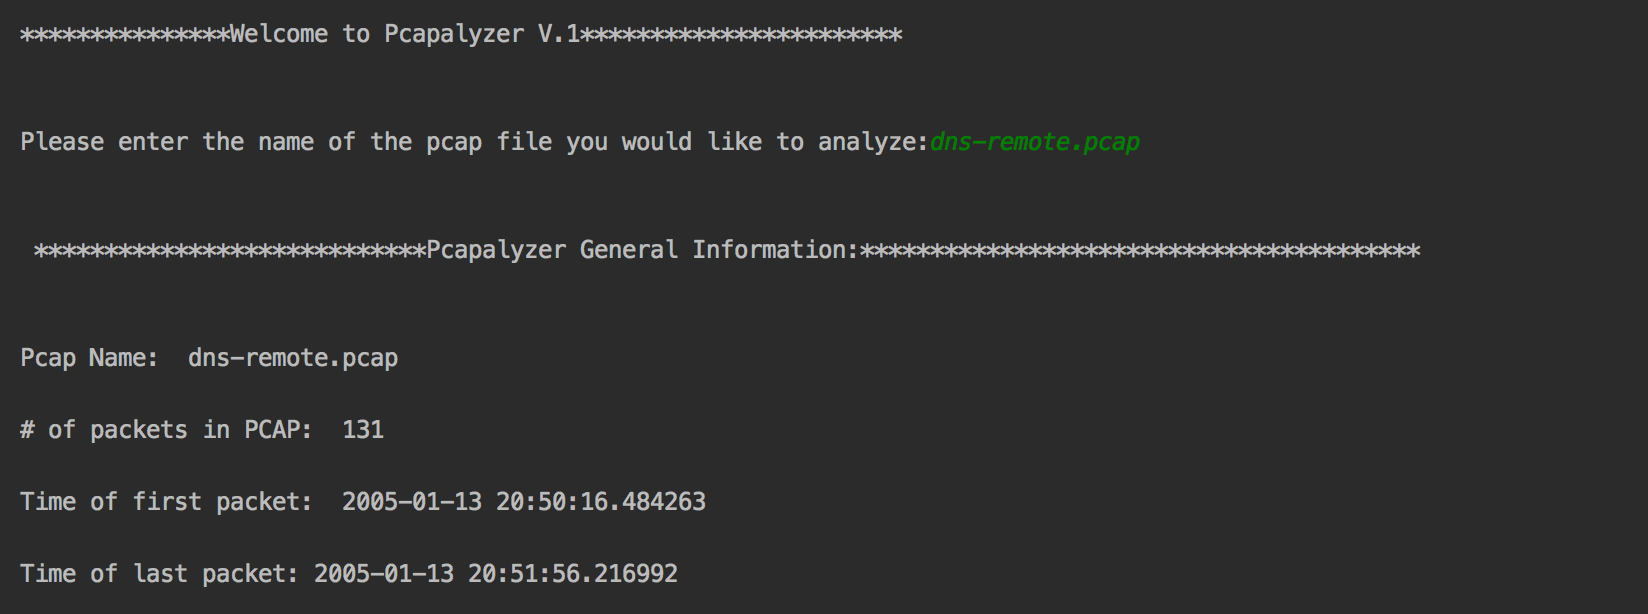 ***************Welcome to Pcapalyzer V.1***********************
Please enter the name of the pcap file you would like to analyze:dns-remote.pcap
****************************Pcapalyzer General Information:****************************************
Pcap Name:  dns-remote.pcap
# of packets in PCAP:  131
Time of first packet:  2005-01-13 20:50:16.484263
Time of last packet: 2005-01-13 20:51:56.216992